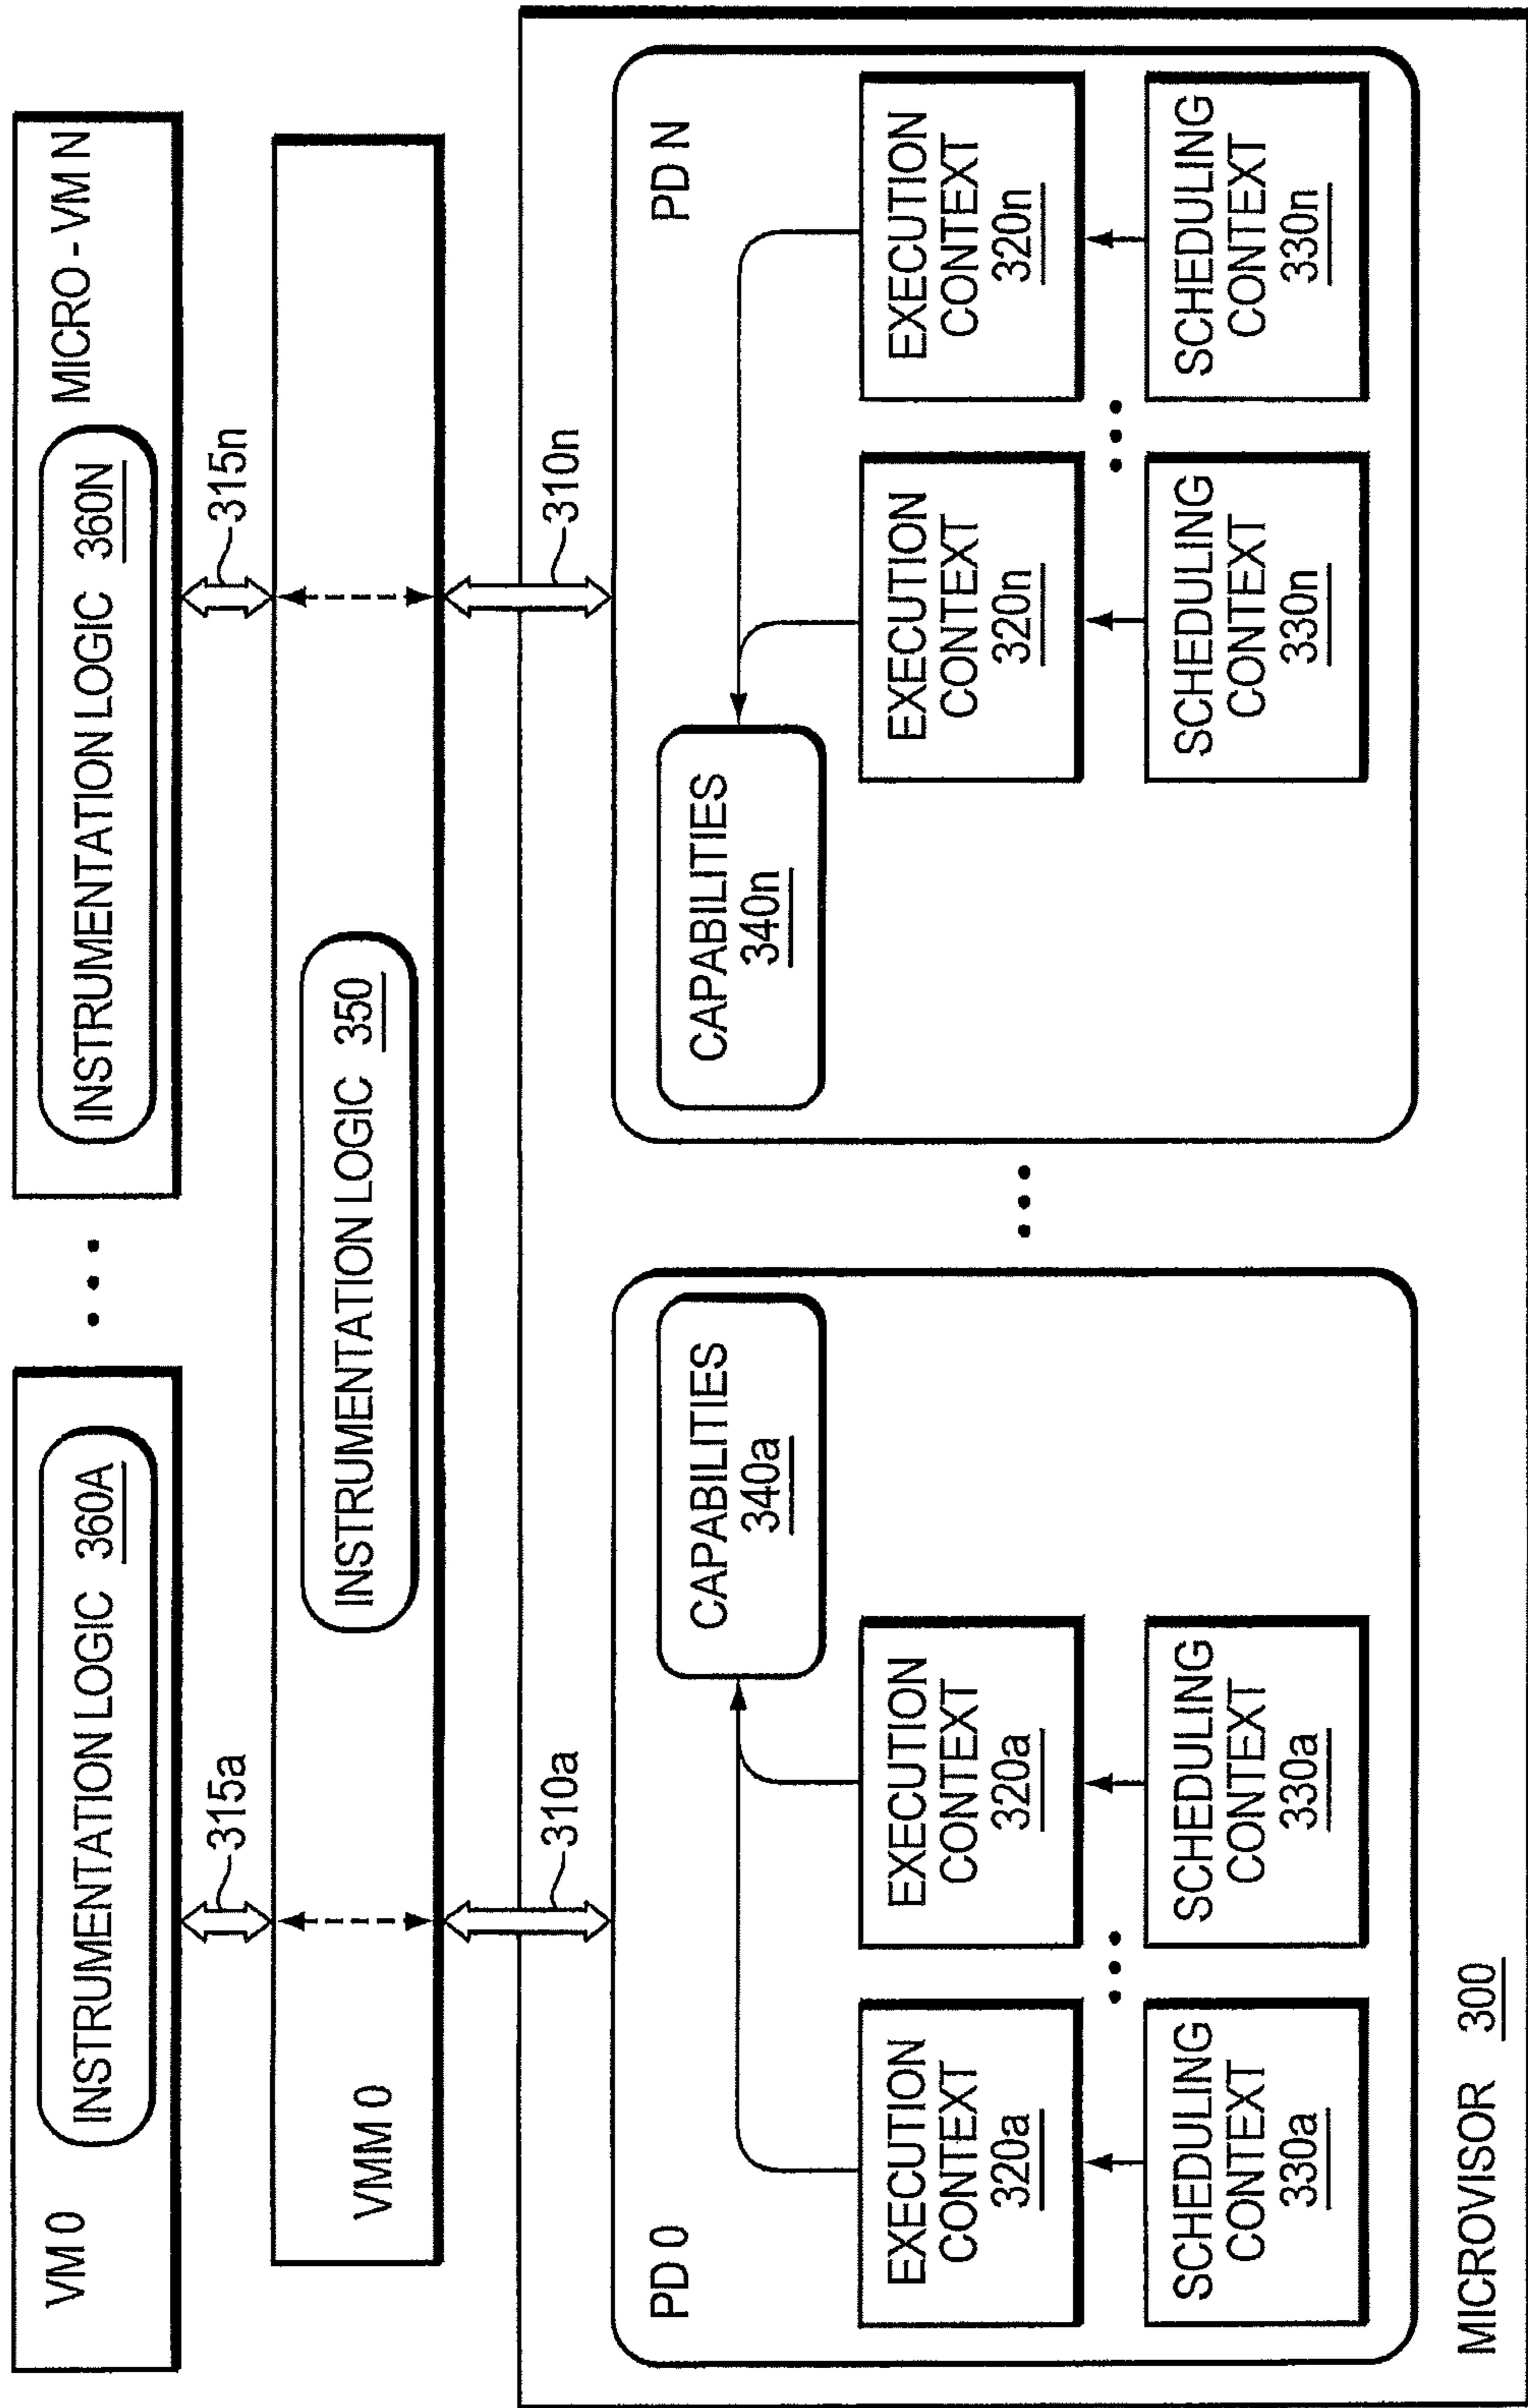 VM 0
INSTRUMENTATION LOGIC 360A
• • •
INSTRUMENTATION LOGIC 360N
MICRO - VM N
315a
315n
VMM 0
INSTRUMENTATION LOGIC 350
310a
310n
PD 0
CAPABILITIES
340a
EXECUTION
CONTEXT
320a
• • •
EXECUTION
CONTEXT
320a
SCHEDULING
CONTEXT
330a
SCHEDULING
CONTEXT
330a
• • •
PD N
CAPABILITIES
340n
EXECUTION
CONTEXT
320n
• • •
EXECUTION
CONTEXT
320n
SCHEDULING
CONTEXT
330n
SCHEDULING
CONTEXT
330n
MICROVISOR 300